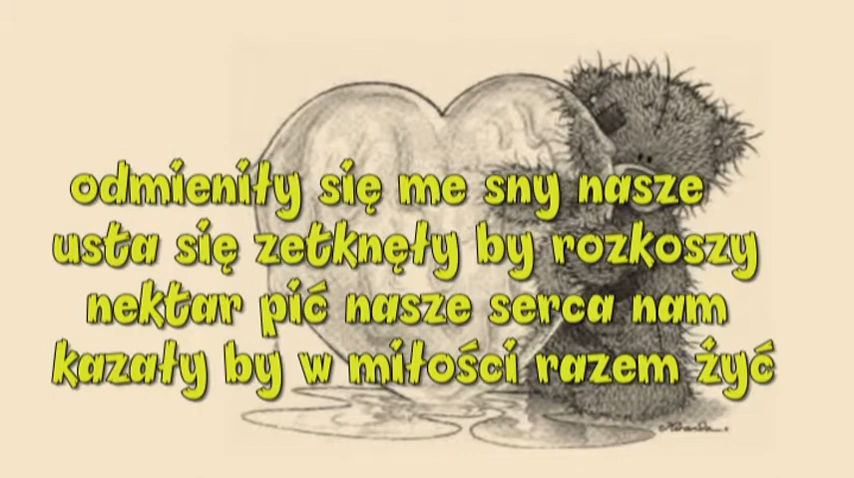 odmieniły się me sny nasze
usta się zetknęły by rozkoszy
nektar pić nasze serca nam
kazały by w miłości razem żyć